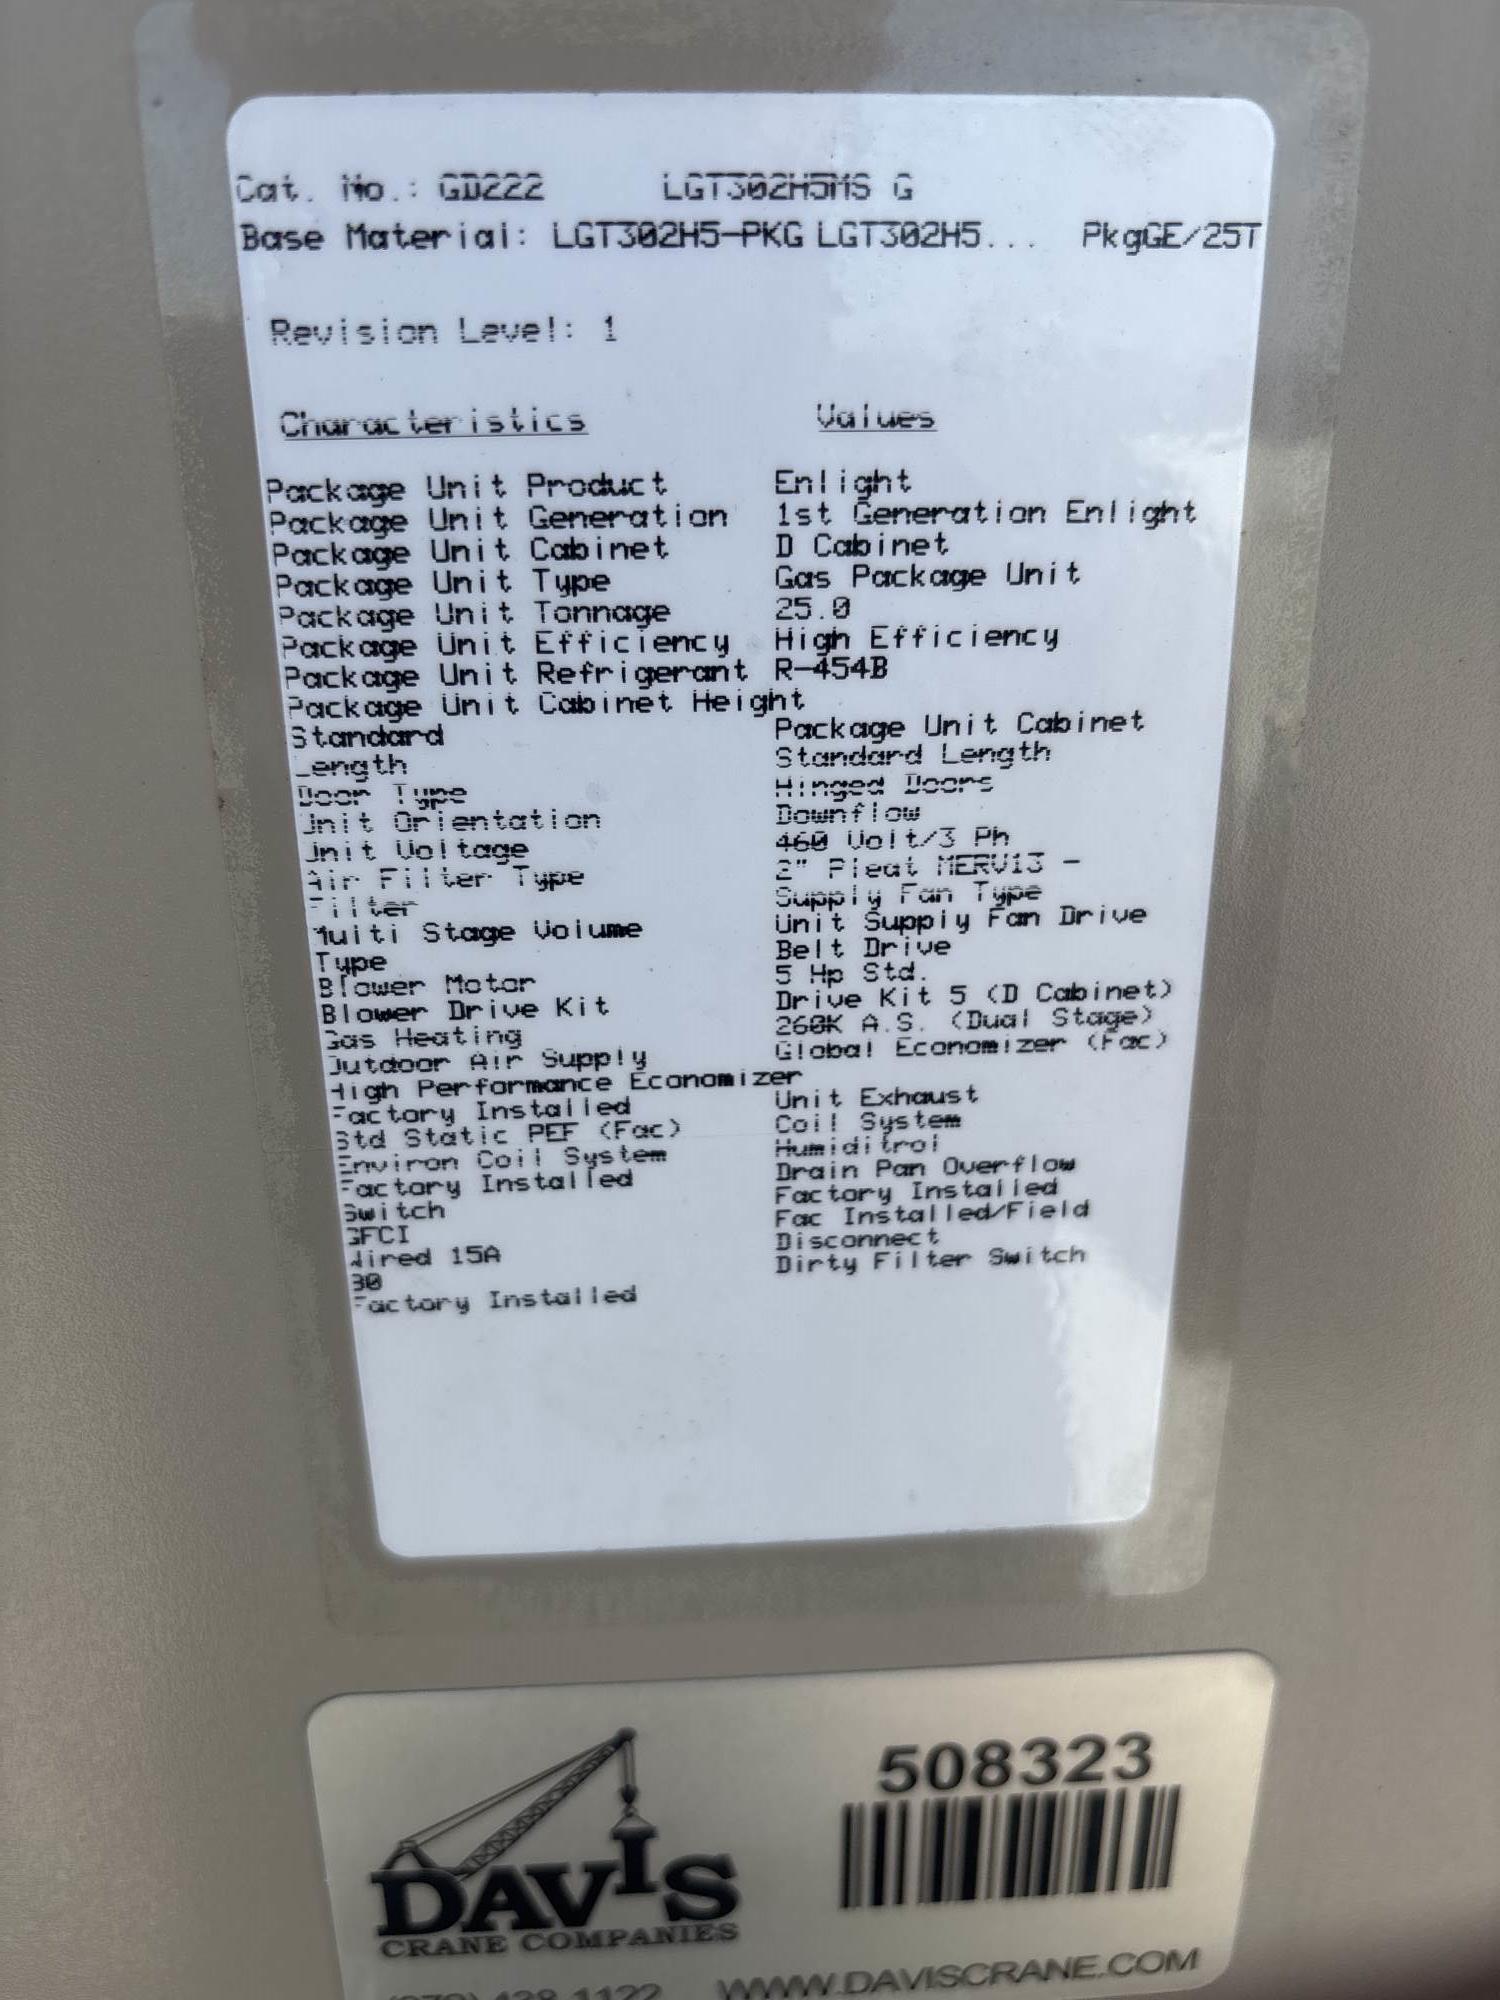 Cat. No.: GD222 LGT302H5MS G
Base Material: LGT302H5-PKG LGT302H5... PkgGE/25T
Revision Level: 1
Characteristics Values
Package Unit Product Enlight
Package Unit Generation 1st Generation Enlight
Package Unit Cabinet D Cabinet
Package Unit Type Gas Package Unit
Package Unit Tonnage 25.0
Package Unit Efficiency High Efficiency
Package Unit Refrigerant R-454B
Package Unit Cabinet Height
Standard Package Unit Cabinet
Length Standard Length
Door Type Hinged Doors
Unit Orientation Downflow
Unit Voltage 460 Volt/3 Ph
Air Filter Type 2" Pleat MERV13 -
Filter Supply Fan Type
Multi Stage Volume Unit Supply Fan Drive
Type Belt Drive
Blower Motor 5 Hp Std.
Blower Drive Kit Drive Kit 5 (D Cabinet)
Gas Heating 260K A.S. (Dual Stage)
Outdoor Air Supply Global Economizer (Fac)
High Performance Economizer
Factory Installed Unit Exhaust
Std Static PEF (Fac) Coil System
Environ Coil System Humiditrol
Factory Installed Drain Pan Overflow
Switch Factory Installed
GFCI Fac Installed/Field
Wired 15A Disconnect
80 Dirty Filter Switch
Factory Installed
508323
DAVIS
CRANE COMPANIES
WWW.DAVISCRANE.COM